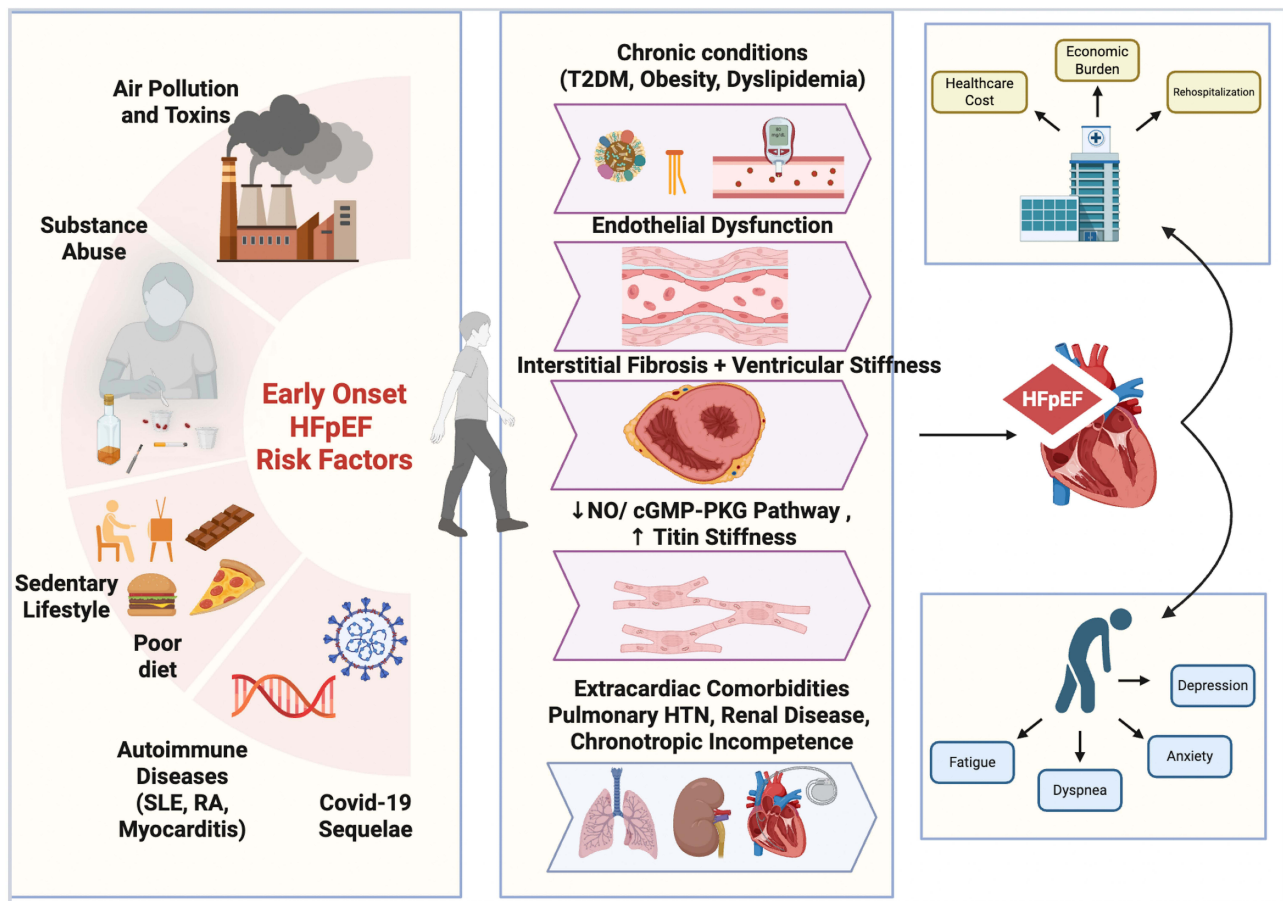 Air Pollution
and Toxins
Substance
Abuse
Early Onset
HFpEF
Risk Factors
Sedentary
Lifestyle
Poor
diet
Autoimmune
Diseases
(SLE, RA,
Myocarditis)
Covid-19
Sequelae
Chronic conditions
(T2DM, Obesity, Dyslipidemia)
Endothelial Dysfunction
Interstitial Fibrosis + Ventricular Stiffness
↓NO/ cGMP-PKG Pathway ,
↑ Titin Stiffness
Extracardiac Comorbidities
Pulmonary HTN, Renal Disease,
Chronotropic Incompetence
HFpEF
Healthcare
Cost
Economic
Burden
Rehospitalization
Depression
Anxiety
Dyspnea
Fatigue